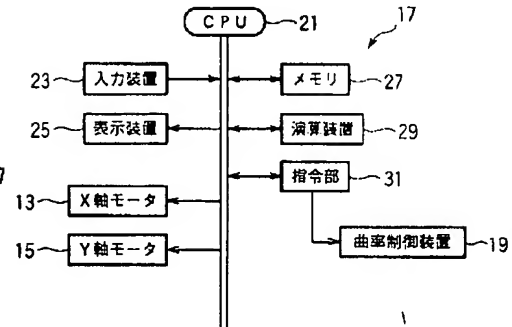 CPU 21
17
23 入力装置
メモリ 27
25 表示装置
演算装置 29
指令部 31
13 X軸モータ
15 Y軸モータ
曲率制御装置 19